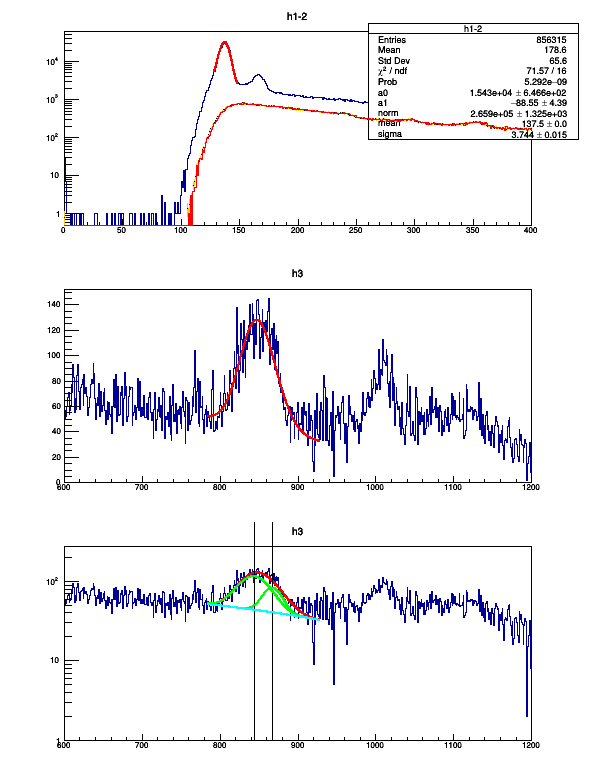 h1-2
h1-2
Entries 856315
Mean 178.6
Std Dev 65.6
χ² / ndf 71.57 / 16
Prob 5.292e-09
a0 1.543e+04 ± 6.466e+02
a1 -88.55 ± 4.39
norm 2.659e+05 ± 1.325e+03
mean 137.5 ± 0.0
sigma 3.744 ± 0.015
10⁴
10³
10²
10
1
0 50 100 150 200 250 300 350 400
h3
140
120
100
80
60
40
20
0
600 700 800 900 1000 1100 1200
h3
10²
10
1
600 700 800 900 1000 1100 1200